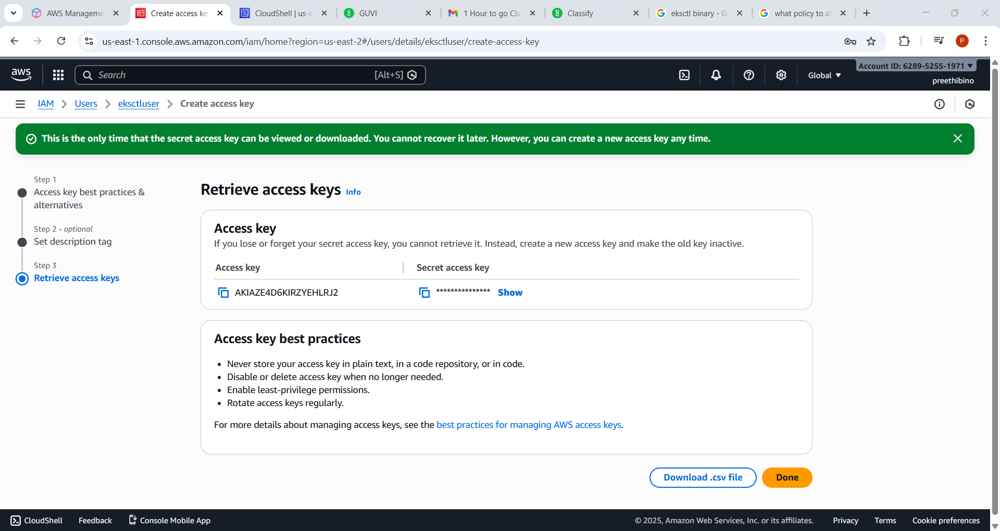 AWS Manageme
Create access key
CloudShell | us-e
GUVI
1 Hour to go Cla
Classify
eksctl binary - G
what policy to at
us-east-1.console.aws.amazon.com/iam/home?region=us-east-2#/users/details/eksctluser/create-access-key
P
aws
Search
[Alt+S]
Global
Account ID: 6289-5255-1971
preethibino
IAM
Users
eksctluser
Create access key
This is the only time that the secret access key can be viewed or downloaded. You cannot recover it later. However, you can create a new access key any time.
Step 1
Access key best practices &
alternatives
Step 2 - optional
Set description tag
Step 3
Retrieve access keys
Retrieve access keys Info
Access key
If you lose or forget your secret access key, you cannot retrieve it. Instead, create a new access key and make the old key inactive.
Access key
Secret access key
AKIAZE4D6KIRZYEHLRJ2
*************** Show
Access key best practices
• Never store your access key in plain text, in a code repository, or in code.
• Disable or delete access key when no longer needed.
• Enable least-privilege permissions.
• Rotate access keys regularly.
For more details about managing access keys, see the best practices for managing AWS access keys.
Download .csv file
Done
CloudShell
Feedback
Console Mobile App
© 2025, Amazon Web Services, Inc. or its affiliates.
Privacy
Terms
Cookie preferences